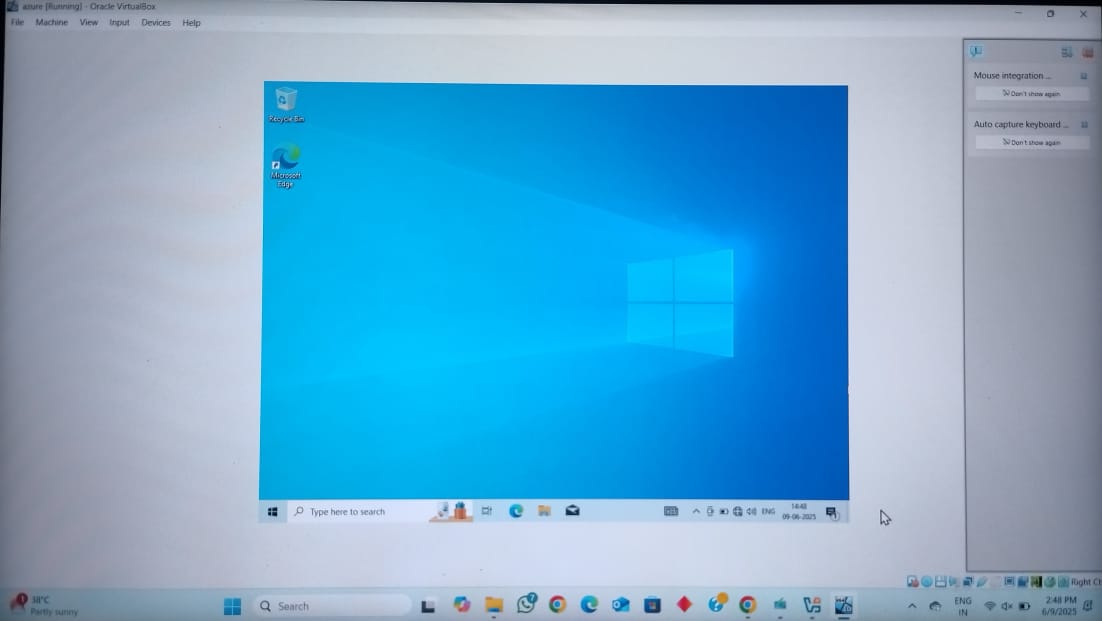 azure [Running] - Oracle VirtualBox
File Machine View Input Devices Help
Mouse integration ...
Don't show again
Auto capture keyboard ...
Don't show again
Recycle Bin
Microsoft
Edge
Type here to search
ENG
14:48
09-06-2025
Right Ct
38°C
Partly sunny
Search
ENG
IN
2:48 PM
6/9/2025